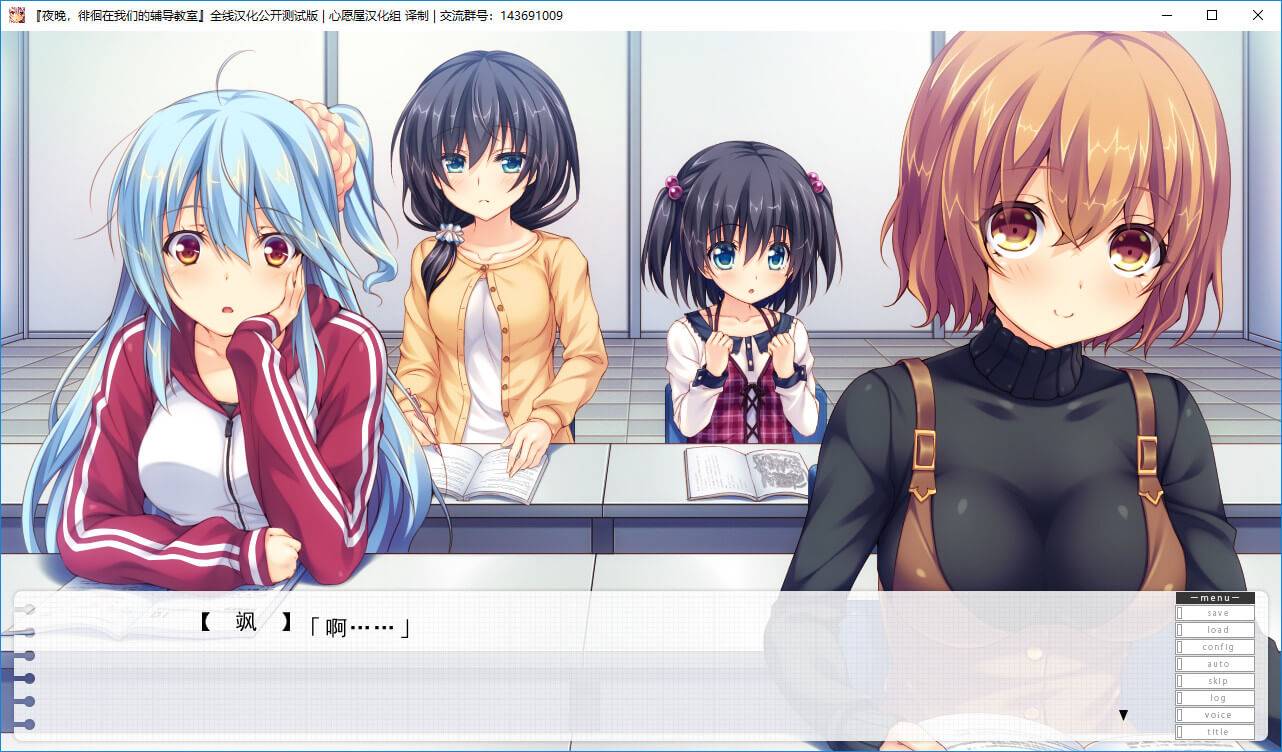 『夜晚，徘徊在我们的辅导教室』全线汉化公开测试版 | 心愿屋汉化组 译制 | 交流群号：143691009
【 飒 】「啊……」
menu
save
load
config
auto
skip
log
voice
title